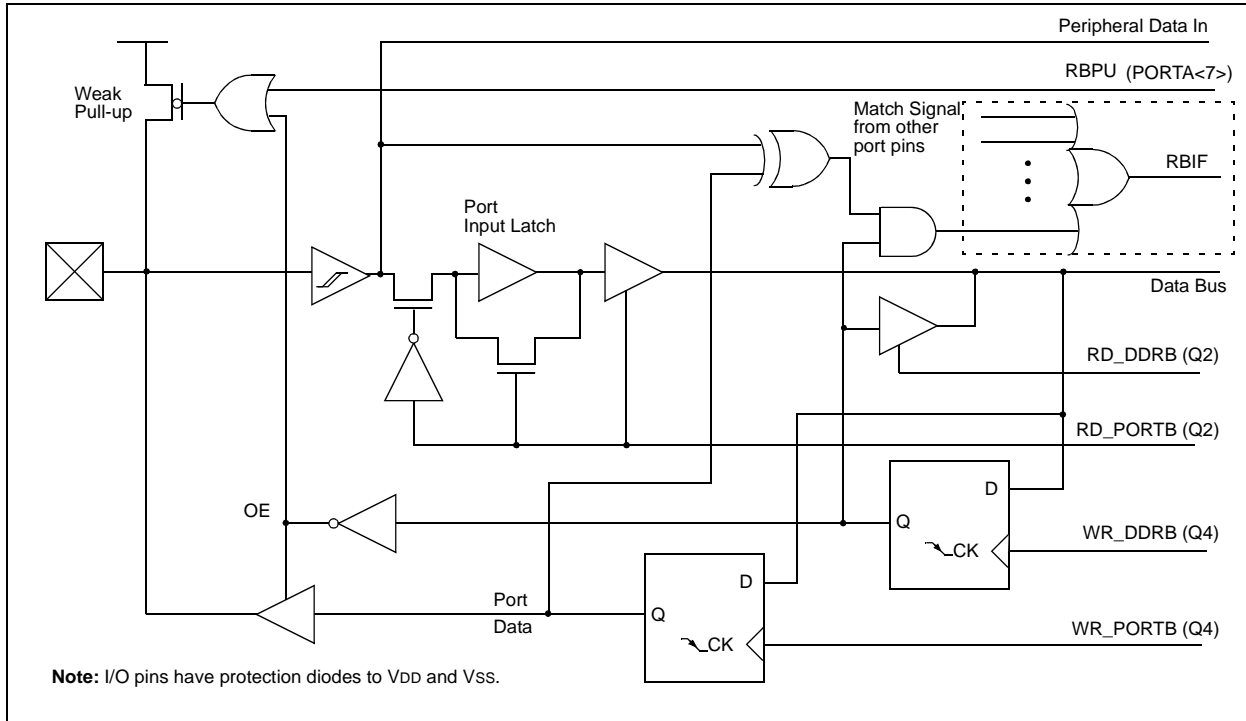 Peripheral Data In
RBPU (PORTA<7>)
Weak
Pull-up
Match Signal
from other
port pins
RBIF
Port
Input Latch
Data Bus
RD_DDRB (Q2)
RD_PORTB (Q2)
D
OE
Q
CK
WR_DDRB (Q4)
D
Port
Data
Q
CK
WR_PORTB (Q4)
Note: I/O pins have protection diodes to VDD and VSS.